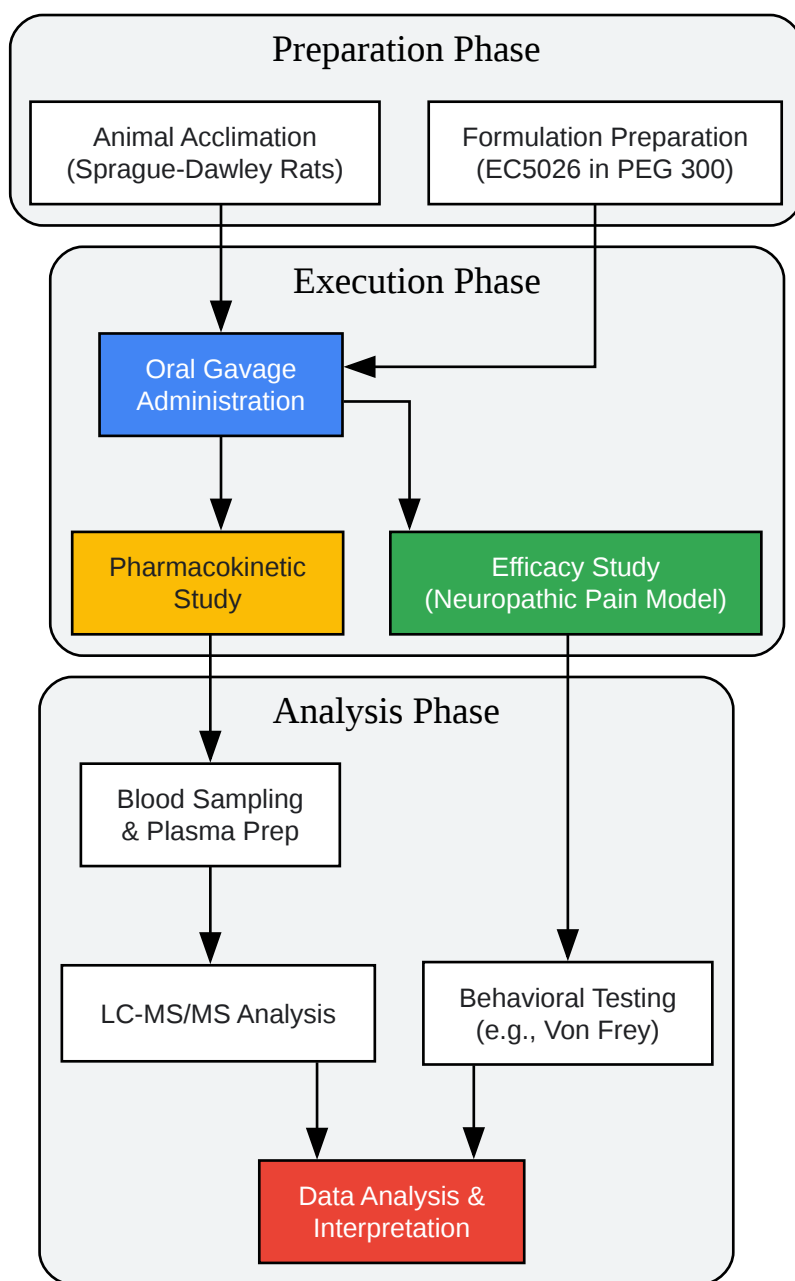 Preparation Phase
Animal Acclimation
(Sprague-Dawley Rats)
Formulation Preparation
(EC5026 in PEG 300)
Execution Phase
Oral Gavage
Administration
Pharmacokinetic
Study
Efficacy Study
(Neuropathic Pain Model)
Analysis Phase
Blood Sampling
& Plasma Prep
LC-MS/MS Analysis
Behavioral Testing
(e.g., Von Frey)
Data Analysis &
Interpretation